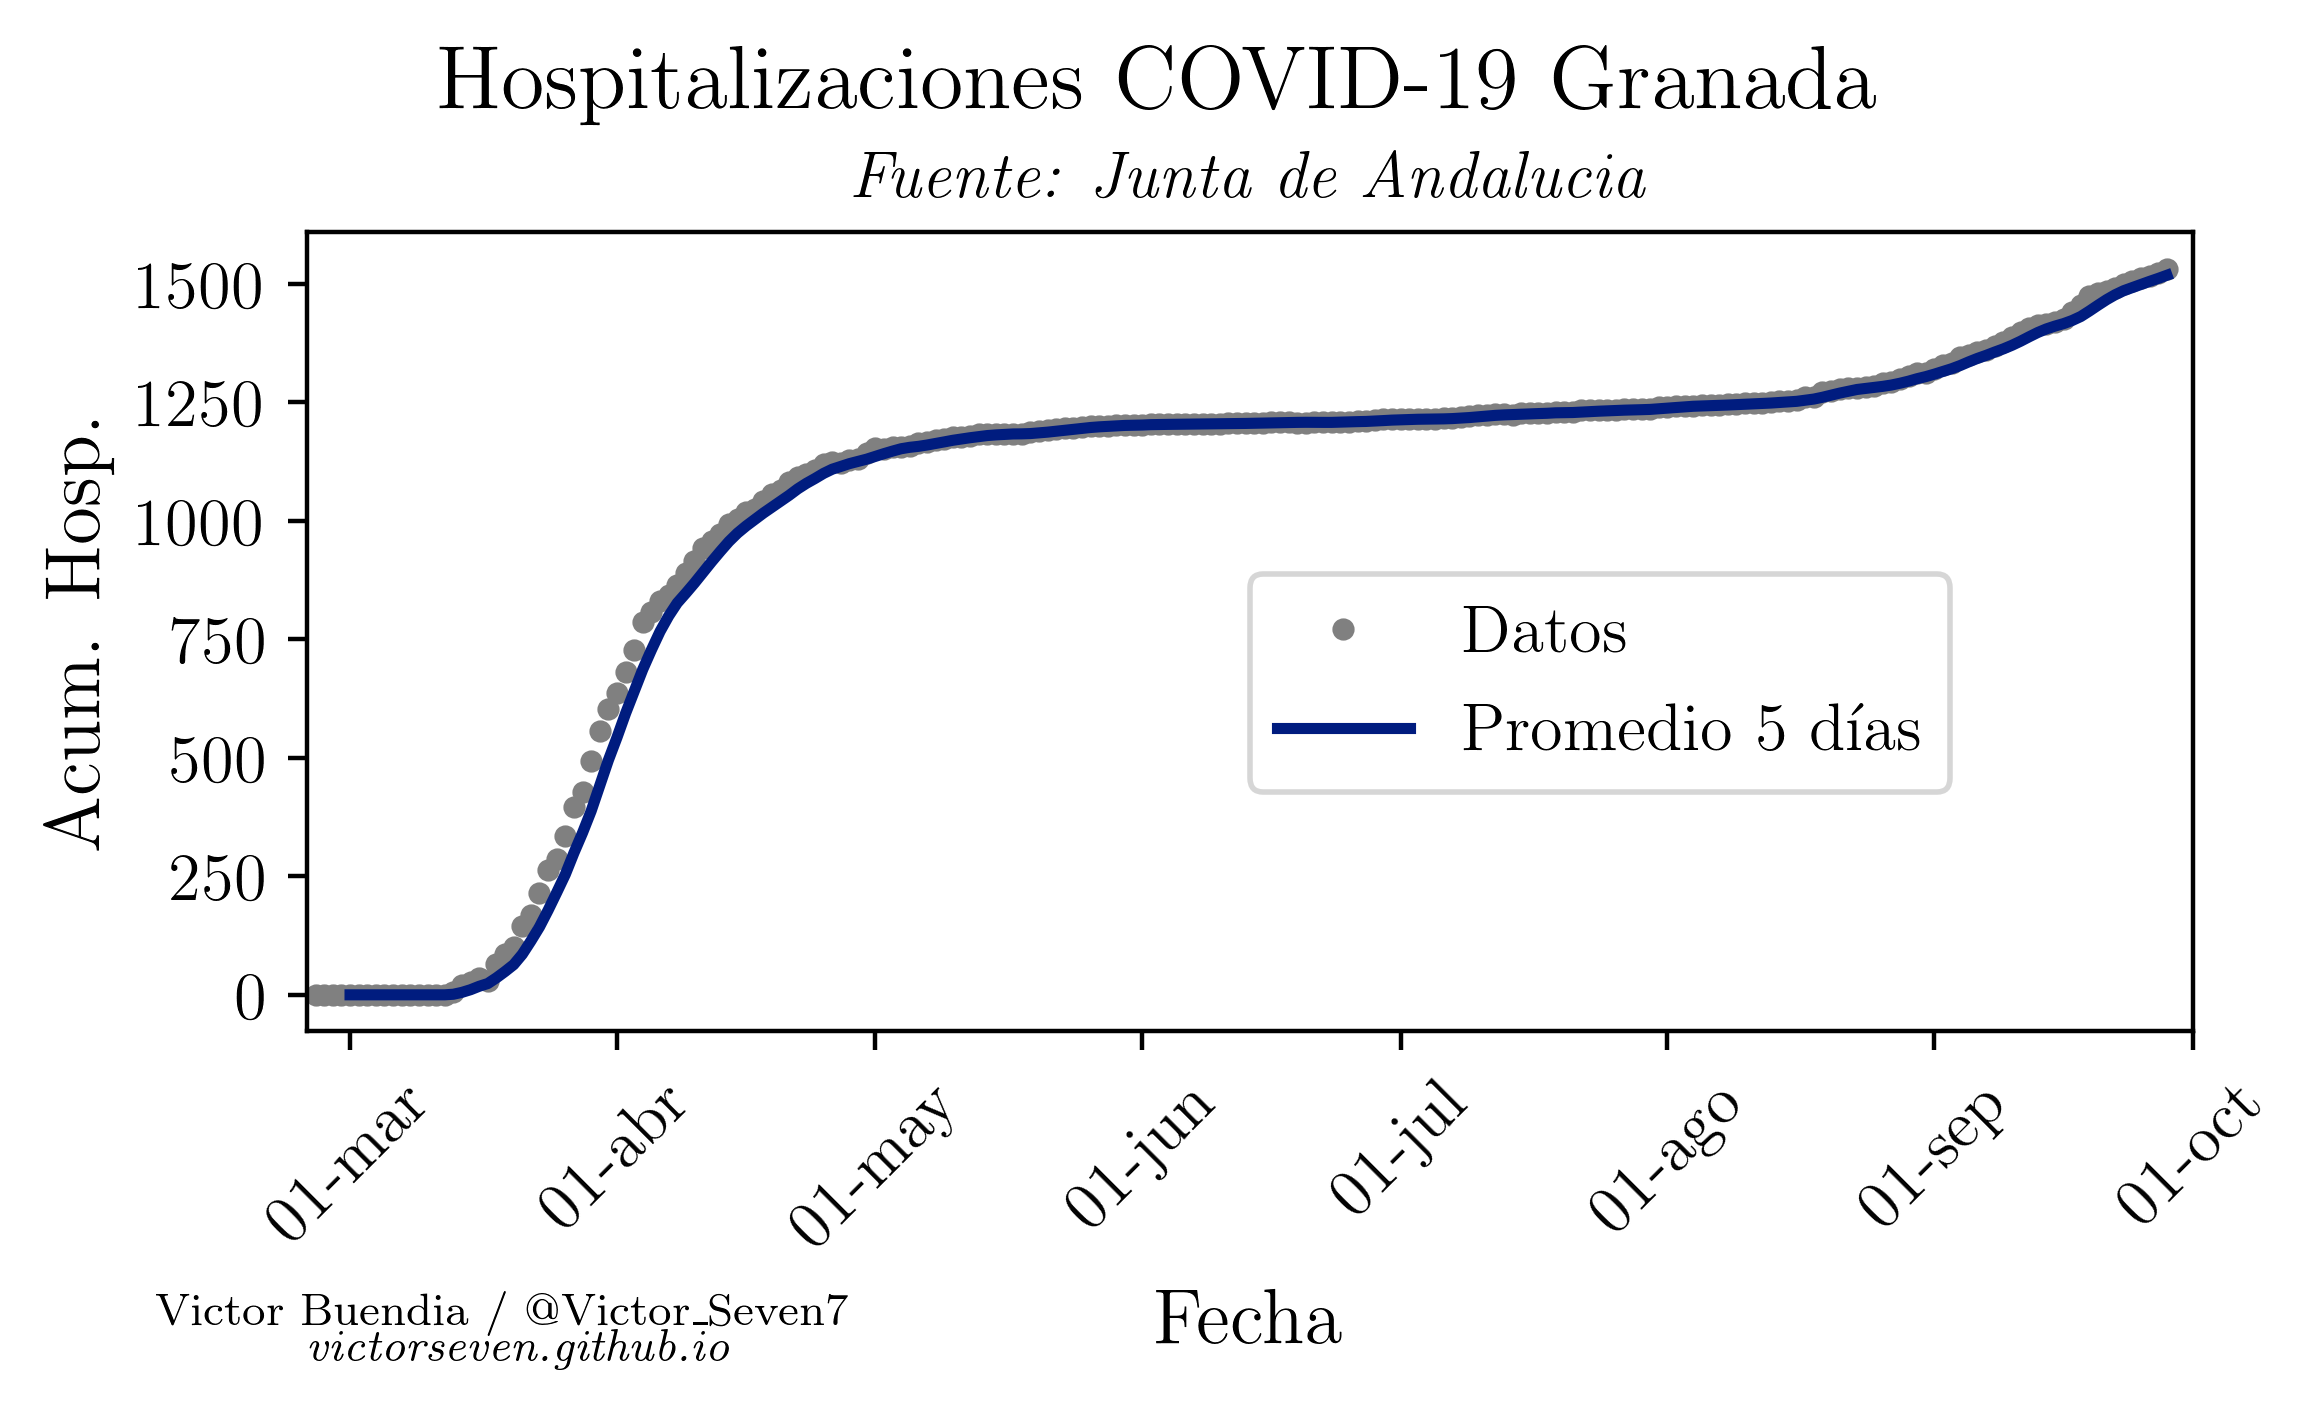 Hospitalizaciones COVID-19 Granada
Fuente: Junta de Andalucia
Acum. Hosp.
1500
1250
1000
750
500
250
0
Datos
Promedio 5 días
01-mar
01-abr
01-may
01-jun
01-jul
01-ago
01-sep
01-oct
Fecha
Victor Buendia / @Victor_Seven7
victorseven.github.io